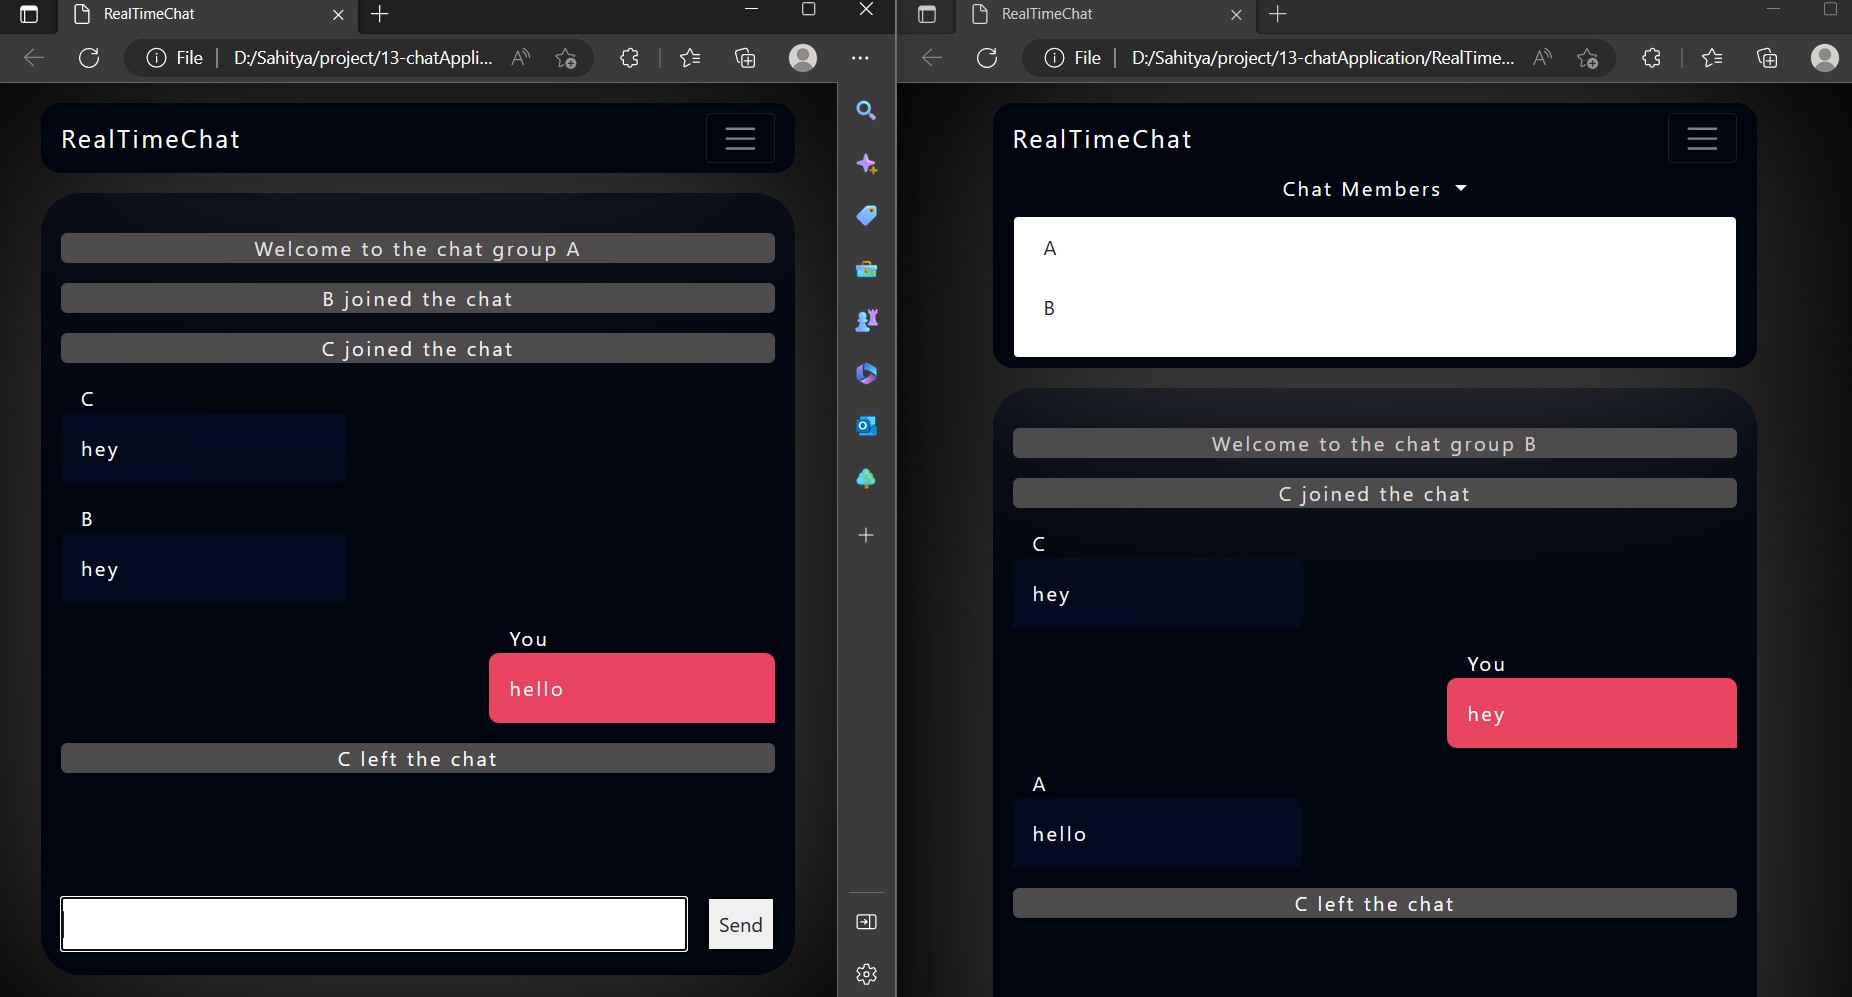 RealTimeChat
File D:/Sahitya/project/13-chatAppli...
RealTimeChat
Welcome to the chat group A
B joined the chat
C joined the chat
C
hey
B
hey
You
hello
C left the chat
Send
RealTimeChat
File D:/Sahitya/project/13-chatApplication/RealTime...
RealTimeChat
Chat Members
A
B
Welcome to the chat group B
C joined the chat
C
hey
You
hey
A
hello
C left the chat